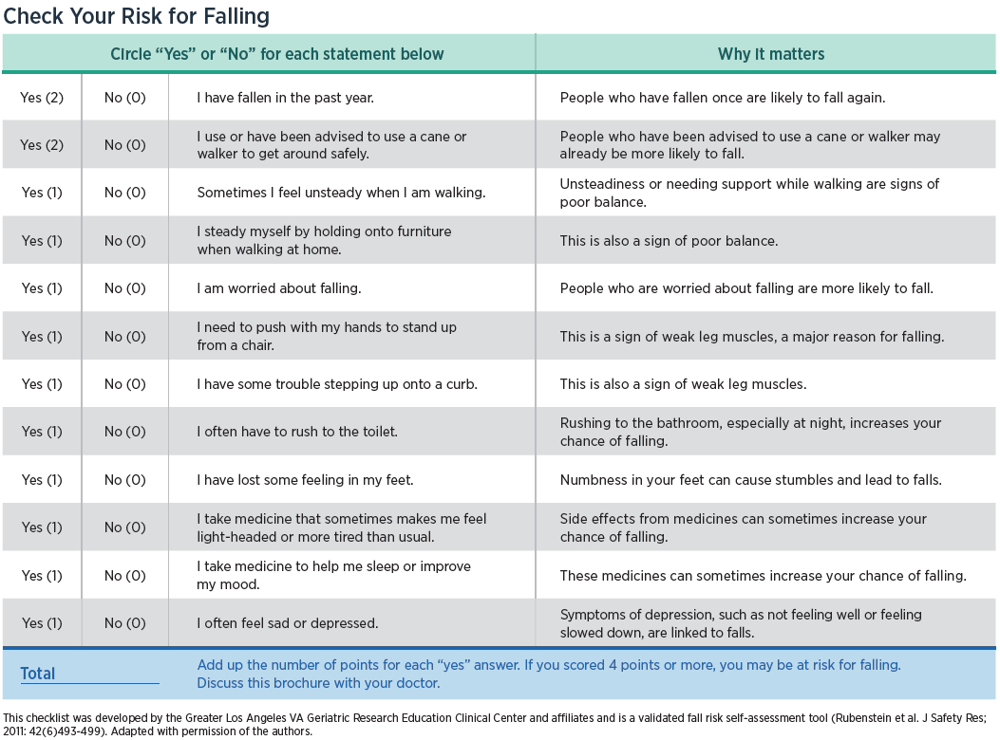 Check Your Risk for Falling
Circle “Yes” or “No” for each statement below
Why it matters
Yes (2)
No (0)
I have fallen in the past year.
People who have fallen once are likely to fall again.
Yes (2)
No (0)
I use or have been advised to use a cane or
walker to get around safely.
People who have been advised to use a cane or walker may
already be more likely to fall.
Yes (1)
No (0)
Sometimes I feel unsteady when I am walking.
Unsteadiness or needing support while walking are signs of
poor balance.
Yes (1)
No (0)
I steady myself by holding onto furniture
when walking at home.
This is also a sign of poor balance.
Yes (1)
No (0)
I am worried about falling.
People who are worried about falling are more likely to fall.
Yes (1)
No (0)
I need to push with my hands to stand up
from a chair.
This is a sign of weak leg muscles, a major reason for falling.
Yes (1)
No (0)
I have some trouble stepping up onto a curb.
This is also a sign of weak leg muscles.
Yes (1)
No (0)
I often have to rush to the toilet.
Rushing to the bathroom, especially at night, increases your
chance of falling.
Yes (1)
No (0)
I have lost some feeling in my feet.
Numbness in your feet can cause stumbles and lead to falls.
Yes (1)
No (0)
I take medicine that sometimes makes me feel
light-headed or more tired than usual.
Side effects from medicines can sometimes increase your
chance of falling.
Yes (1)
No (0)
I take medicine to help me sleep or improve
my mood.
These medicines can sometimes increase your chance of falling.
Yes (1)
No (0)
I often feel sad or depressed.
Symptoms of depression, such as not feeling well or feeling
slowed down, are linked to falls.
Total
Add up the number of points for each “yes” answer. If you scored 4 points or more, you may be at risk for falling.
Discuss this brochure with your doctor.
This checklist was developed by the Greater Los Angeles VA Geriatric Research Education Clinical Center and affiliates and is a validated fall risk self-assessment tool (Rubenstein et al. J Safety Res;
2011: 42(6)493-499). Adapted with permission of the authors.